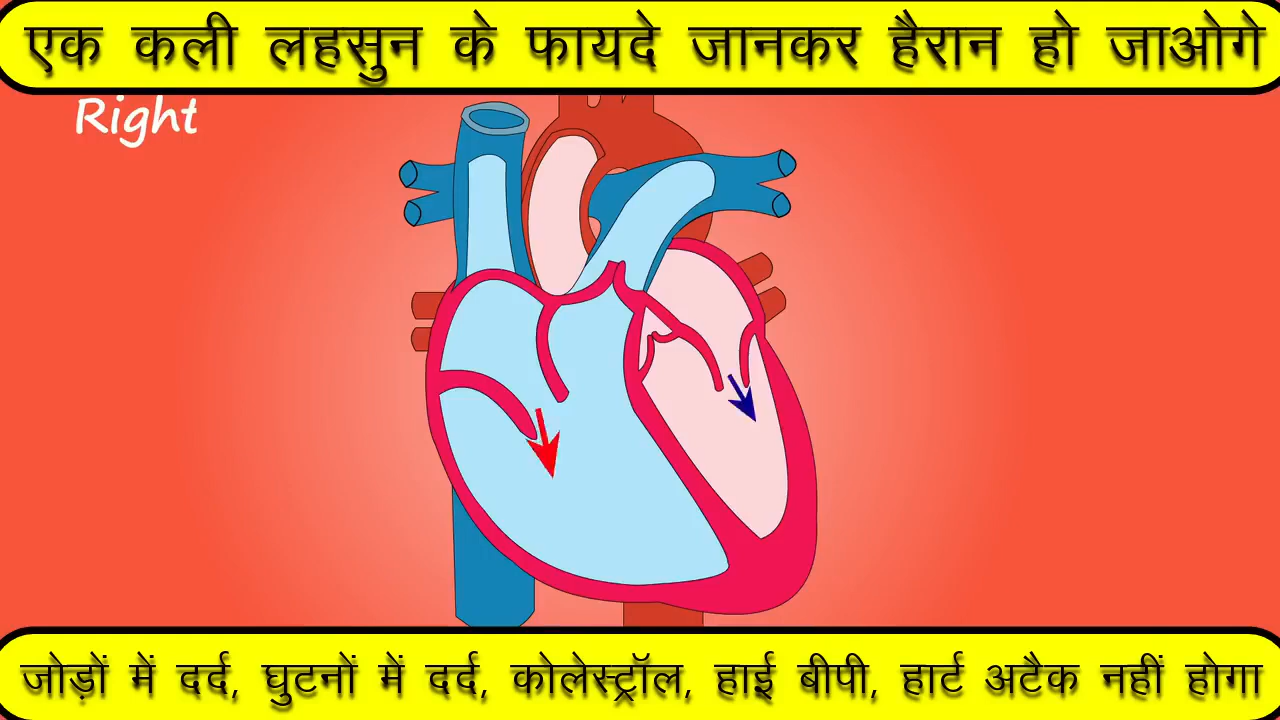 एक कली लहसुन के फायदे जानकर हैरान हो जाओगे
Right
जोड़ों में दर्द, घुटनों में दर्द, कोलेस्ट्रॉल, हाई बीपी, हार्ट अटैक नहीं होगा